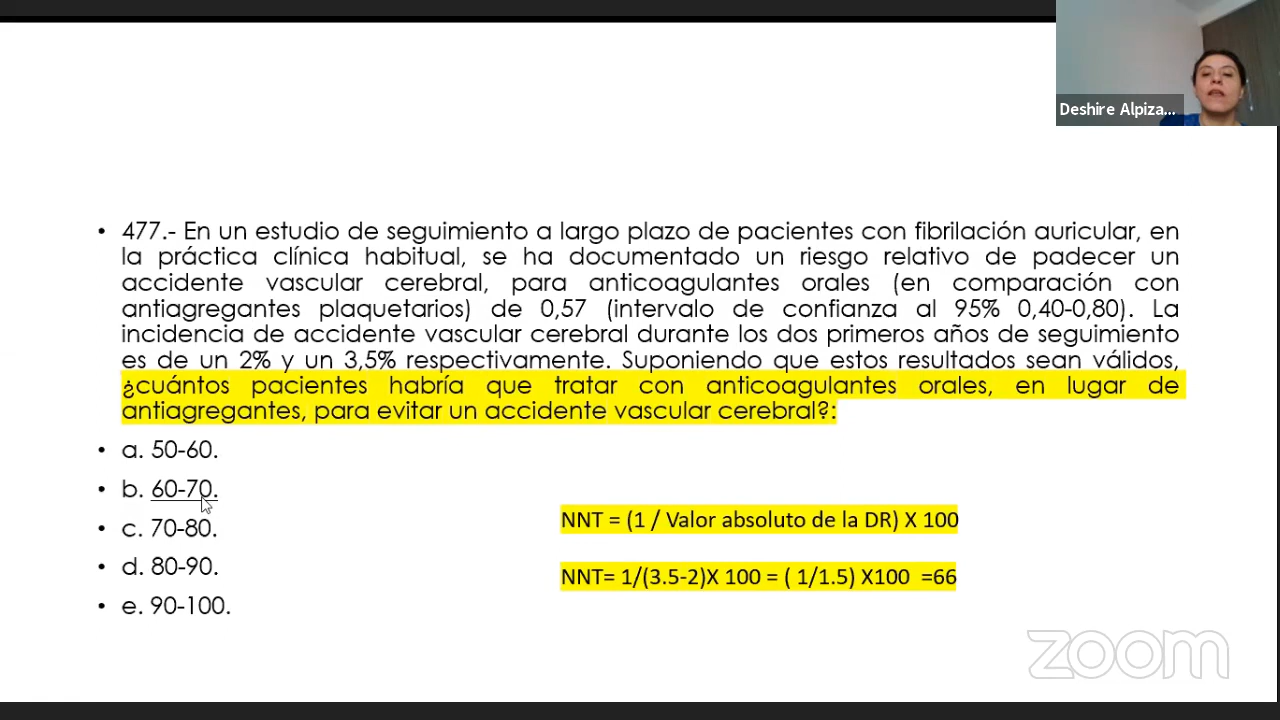 Deshire Alpiza...
• 477.- En un estudio de seguimiento a largo plazo de pacientes con fibrilación auricular, en
la práctica clínica habitual, se ha documentado un riesgo relativo de padecer un
accidente vascular cerebral, para anticoagulantes orales (en comparación con
antiagregantes plaquetarios) de 0,57 (intervalo de confianza al 95% 0,40-0,80). La
incidencia de accidente vascular cerebral durante los dos primeros años de seguimiento
es de un 2% y un 3,5% respectivamente. Suponiendo que estos resultados sean válidos,
¿cuántos pacientes habría que tratar con anticoagulantes orales, en lugar de
antiagregantes, para evitar un accidente vascular cerebral?:
• a. 50-60.
• b. 60-70.
• c. 70-80.
• d. 80-90.
• e. 90-100.
NNT = (1 / Valor absoluto de la DR) X 100
NNT= 1/(3.5-2)X 100 = ( 1/1.5) X100 =66
zoom